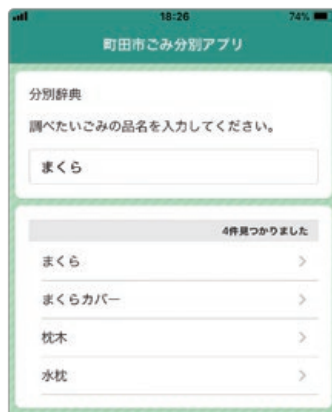 18:26
74%
町田市ごみ分別アプリ
分別辞典
調べたいごみの品名を入力してください。
まくら
4件見つかりました
まくら
まくらカバー
枕木
水枕